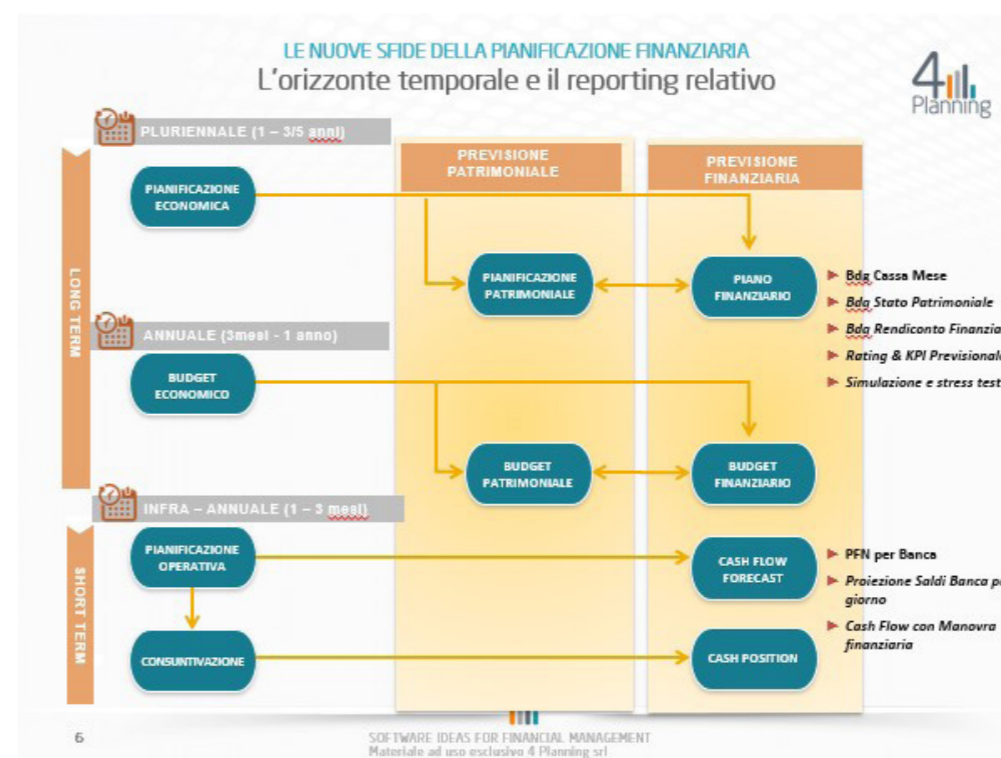 LE NUOVE SFIDE DELLA PIANIFICAZIONE FINANZIARIA
L'orizzonte temporale e il reporting relativo
4
Planning
PLURIENNALE (1 – 3/5 anni)
PREVISIONE
PATRIMONIALE
PREVISIONE
FINANZIARIA
PIANIFICAZIONE
ECONOMICA
LONG TERM
PIANIFICAZIONE
PATRIMONIALE
PIANO
FINANZIARIO
Bdg Cassa Mese
Bdg Stato Patrimoniale
Bdg Rendiconto Finanzia
Rating & KPI Previsional
Simulazione e stress test
ANNUALE (3mesi - 1 anno)
BUDGET
ECONOMICO
BUDGET
PATRIMONIALE
BUDGET
FINANZIARIO
INFRA – ANNUALE (1 – 3 mesi)
SHORT TERM
PIANIFICAZIONE
OPERATIVA
CASH FLOW
FORECAST
PFN per Banca
Proiezione Saldi Banca p
giorno
Cash Flow con Manovra
finanziaria
CONSUNTIVAZIONE
CASH POSITION
6
SOFTWARE IDEAS FOR FINANCIAL MANAGEMENT
Materiale ad uso esclusivo 4 Planning srl